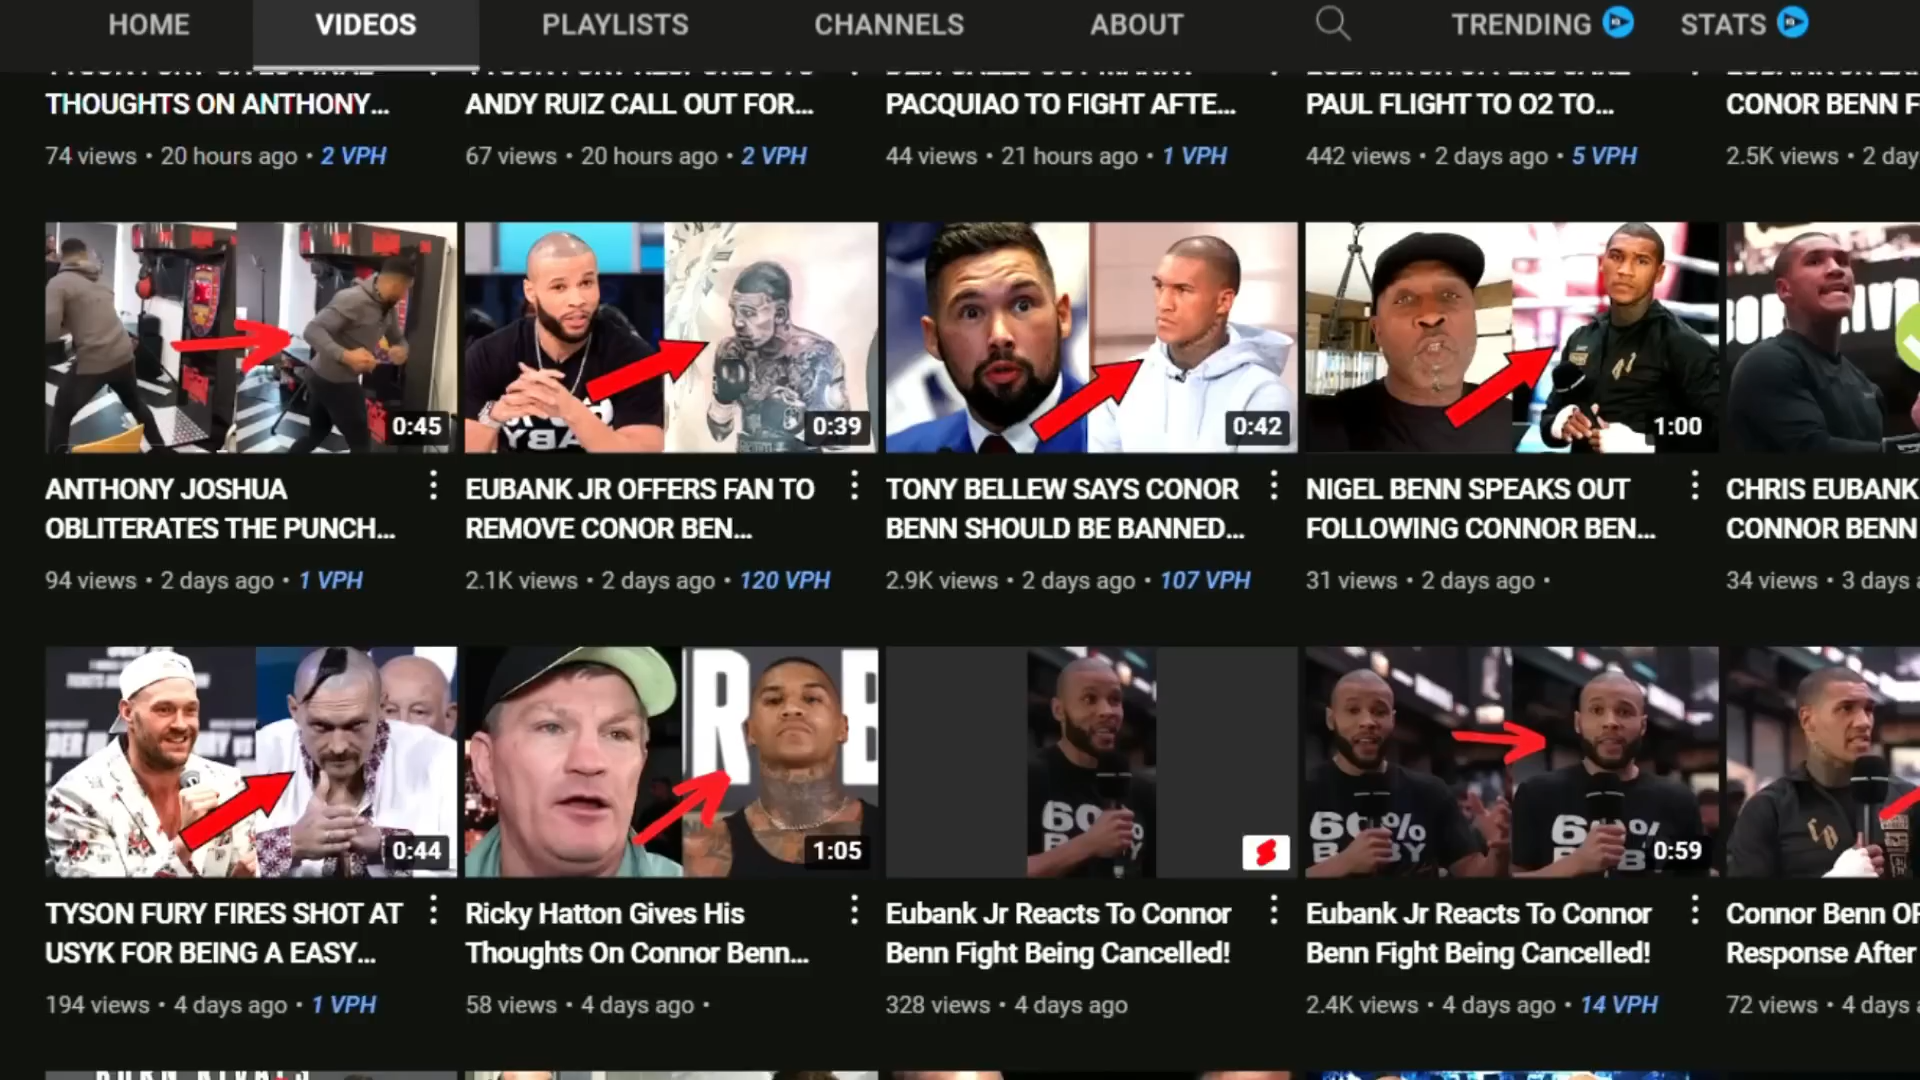 HOME VIDEOS PLAYLISTS CHANNELS ABOUT TRENDING STATS
THOUGHTS ON ANTHONY...
74 views • 20 hours ago • 2 VPH
ANDY RUIZ CALL OUT FOR...
67 views • 20 hours ago • 2 VPH
PACQUIAO TO FIGHT AFTE...
44 views • 21 hours ago • 1 VPH
PAUL FLIGHT TO O2 TO...
442 views • 2 days ago • 5 VPH
CONOR BENN F
2.5K views • 2 day
0:45
ANTHONY JOSHUA
OBLITERATES THE PUNCH...
94 views • 2 days ago • 1 VPH
0:39
EUBANK JR OFFERS FAN TO
REMOVE CONOR BEN...
2.1K views • 2 days ago • 120 VPH
0:42
TONY BELLEW SAYS CONOR
BENN SHOULD BE BANNED...
2.9K views • 2 days ago • 107 VPH
1:00
NIGEL BENN SPEAKS OUT
FOLLOWING CONNOR BEN...
31 views • 2 days ago •
CHRIS EUBANK
CONNOR BENN
34 views • 3 days a
0:44
TYSON FURY FIRES SHOT AT
USYK FOR BEING A EASY...
194 views • 4 days ago • 1 VPH
1:05
Ricky Hatton Gives His
Thoughts On Connor Benn...
58 views • 4 days ago •
60%
Eubank Jr Reacts To Connor
Benn Fight Being Cancelled!
328 views • 4 days ago
60%
BABY
0:59
Eubank Jr Reacts To Connor
Benn Fight Being Cancelled!
2.4K views • 4 days ago • 14 VPH
Connor Benn OF
Response After
72 views • 4 days a